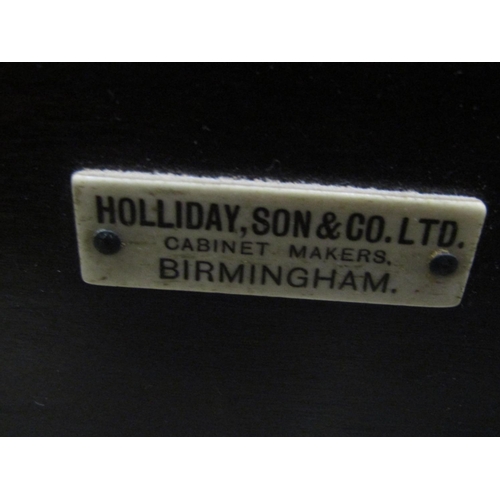 HOLLIDAY, SON & CO. LTD.
CABINET MAKERS,
BIRMINGHAM.